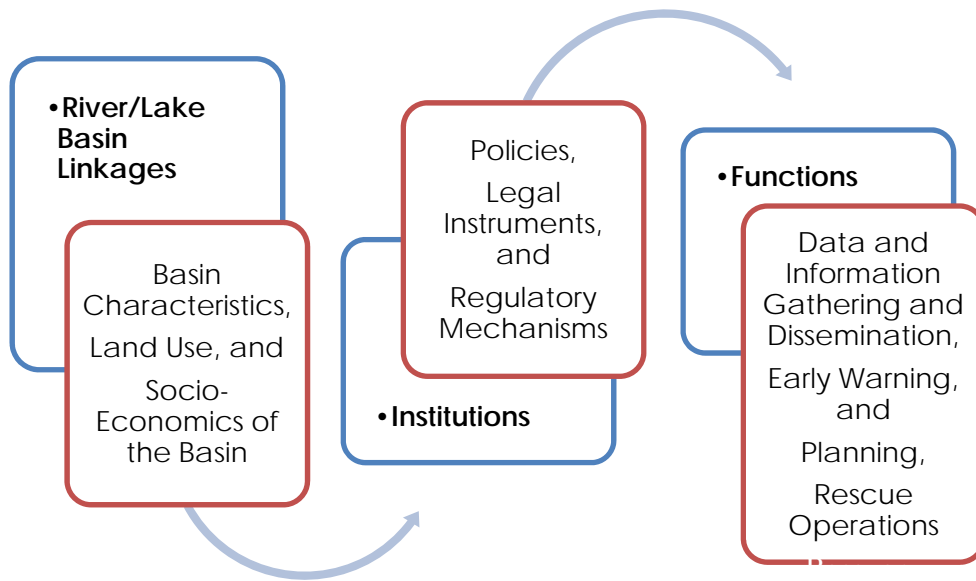 •River/Lake
Basin
Linkages
Basin
Characteristics,
Land Use, and
Socio-
Economics of
the Basin
Policies,
Legal
Instruments,
and
Regulatory
Mechanisms
•Institutions
•Functions
Data and
Information
Gathering and
Dissemination,
Early Warning,
and
Planning,
Rescue
Operations